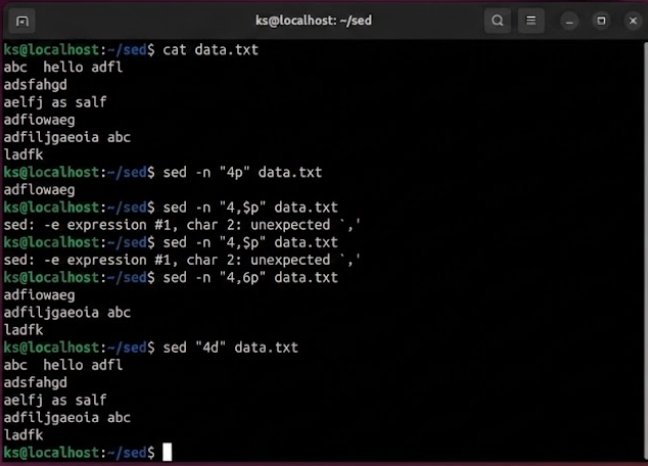 ks@localhost: ~/sed
ks@localhost:~/sed$ cat data.txt
abc  hello adfl
adsfahgd
aelfj as salf
adfiowaeg
adfiljgaeoia abc
ladfk
ks@localhost:~/sed$ sed -n "4p" data.txt
adflowaeg
ks@localhost:~/sed$ sed -n "4,$p" data.txt
sed: -e expression #1, char 2: unexpected `,'
ks@localhost:~/sed$ sed -n "4,$p" data.txt
sed: -e expression #1, char 2: unexpected `,'
ks@localhost:~/sed$ sed -n "4,6p" data.txt
adfiowaeg
adfiljgaeoia abc
ladfk
ks@localhost:~/sed$ sed "4d" data.txt
abc  hello adfl
adsfahgd
aelfj as salf
adfiljgaeoia abc
ladfk
ks@localhost:~/sed$